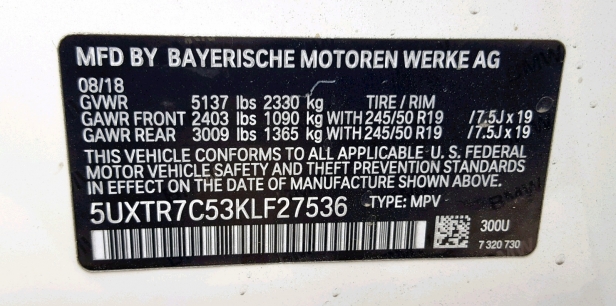 MFD BY BAYERISCHE MOTOREN WERKE AG
08/18
GVWR 5137 lbs 2330 kg TIRE / RIM
GAWR FRONT 2403 lbs 1090 kg WITH 245/50 R19 / 7.5J x 19
GAWR REAR 3009 lbs 1365 kg WITH 245/50 R19 / 7.5J x 19
THIS VEHICLE CONFORMS TO ALL APPLICABLE U. S. FEDERAL
MOTOR VEHICLE SAFETY AND THEFT PREVENTION STANDARDS
IN EFFECT ON THE DATE OF MANUFACTURE SHOWN ABOVE.
5UXTR7C53KLF27536 TYPE: MPV
300U
7 320 730